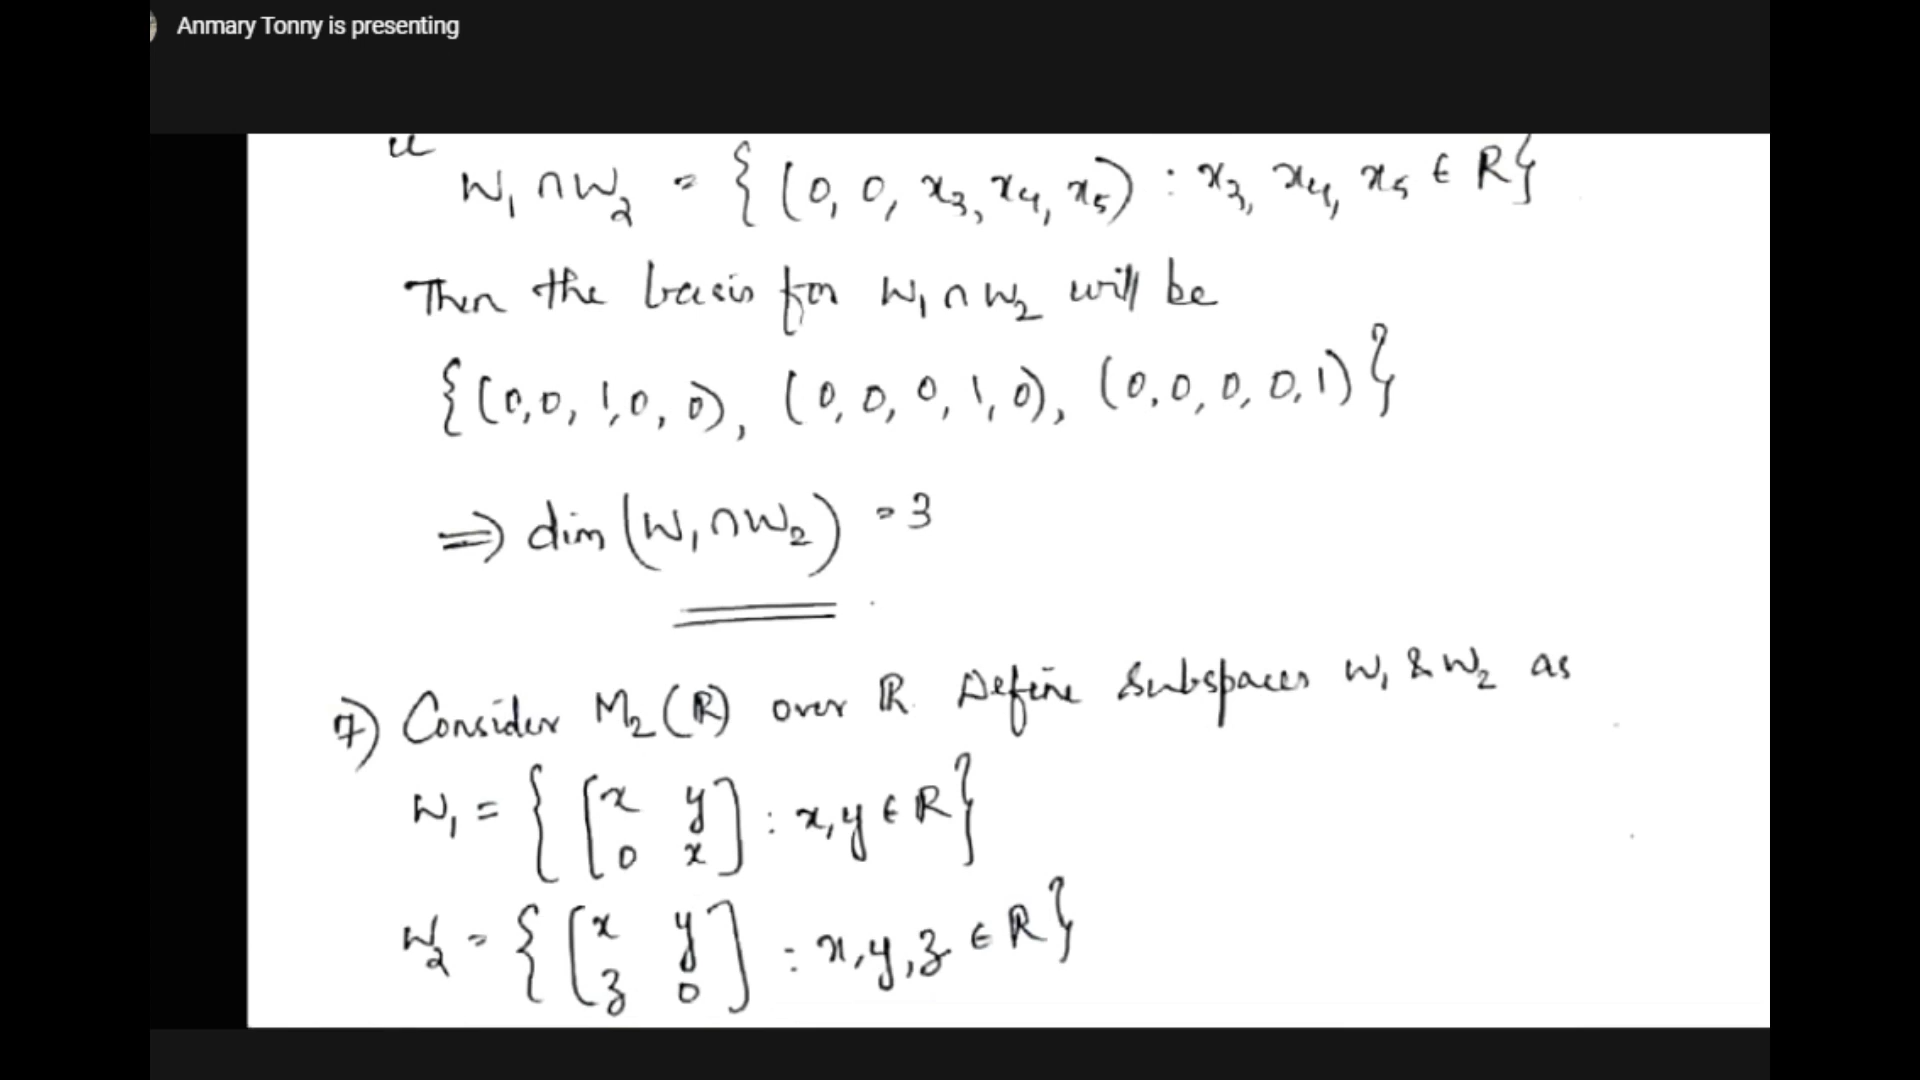 Anmary Tonny is presenting
W₁ ∩ W₂ = { (0, 0, x₃, x₄, x₅) : x₃, x₄, x₅ ∈ R}
Then the basis for W₁ ∩ W₂ will be
{(0,0,1,0,0), (0,0,0,1,0), (0,0,0,0,1)}
⇒ dim (W₁ ∩ W₂) = 3
7) Consider M₂(ℝ) over ℝ. Define subspaces W₁ & W₂ as
W₁ = { [x y
0 x] : x,y ∈ ℝ}
W₂ = { [x y
z 0] : x,y,z ∈ ℝ}